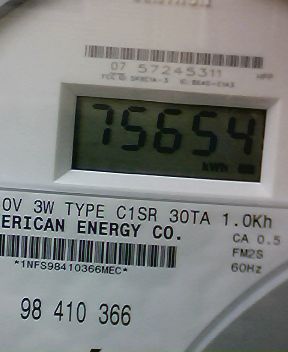 07 57245311
75654
kWh
0V 3W TYPE C1SR 30TA 1.0Kh
ERICAN ENERGY CO.
CA 0.5
FM2S
60Hz
*1NFS98410366MEC*
98 410 366